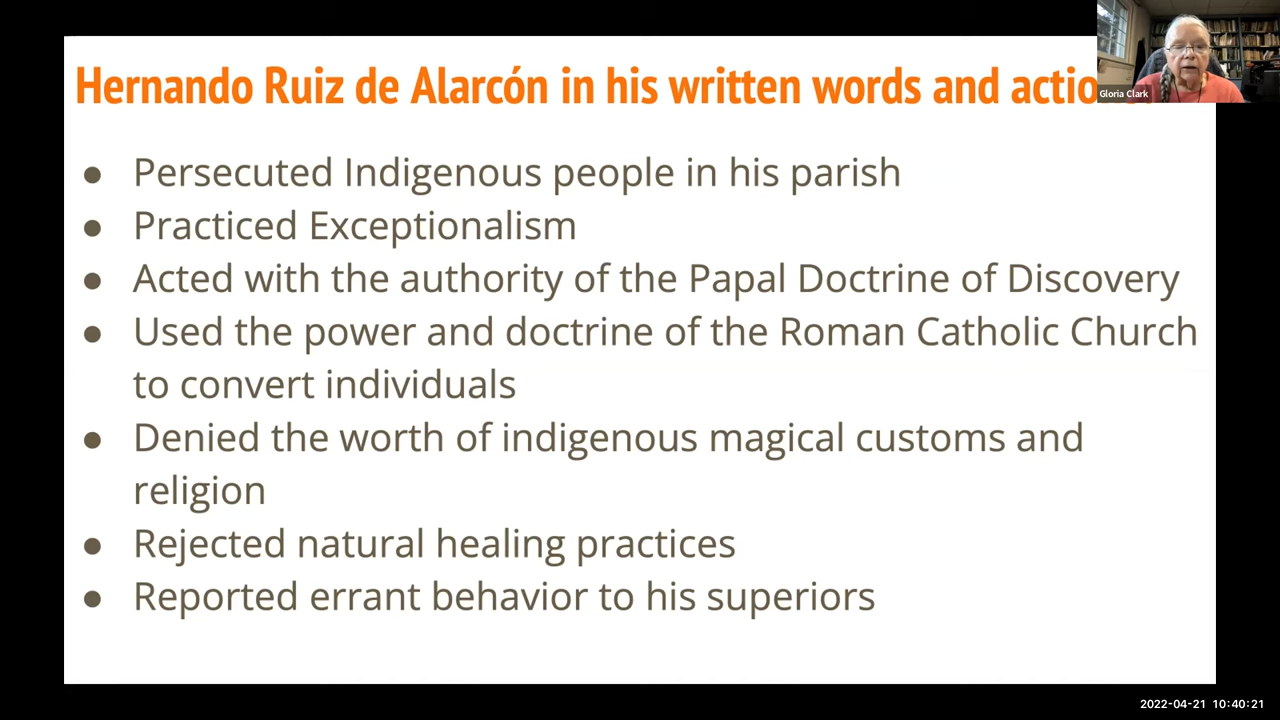 Hernando Ruiz de Alarcón in his written words and actio
Gloria Clark
● Persecuted Indigenous people in his parish
● Practiced Exceptionalism
● Acted with the authority of the Papal Doctrine of Discovery
● Used the power and doctrine of the Roman Catholic Church
to convert individuals
● Denied the worth of indigenous magical customs and
religion
● Rejected natural healing practices
● Reported errant behavior to his superiors
2022-04-21 10:40:21